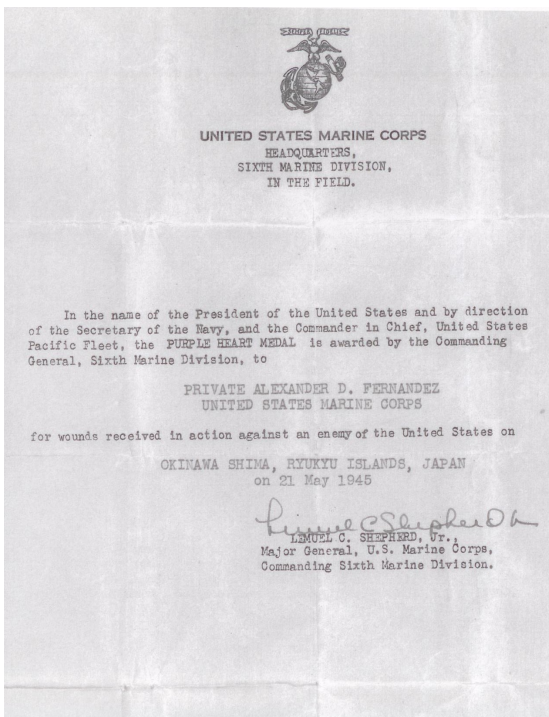 UNITED STATES MARINE CORPS
HEADQUARTERS,
SIXTH MARINE DIVISION,
IN THE FIELD.
In the name of the President of the United States and by direction
of the Secretary of the Navy, and the Commander in Chief, United States
Pacific Fleet, the PURPLE HEART MEDAL is awarded by the Commanding
General, Sixth Marine Division, to
PRIVATE ALEXANDER D. FERNANDEZ
UNITED STATES MARINE CORPS
for wounds received in action against an enemy of the United States on
OKINAWA SHIMA, RYUKYU ISLANDS, JAPAN
on 21 May 1945
Lemuel C Shepherd Jr
LEMUEL C. SHEPHERD, Jr.,
Major General, U.S. Marine Corps,
Commanding Sixth Marine Division.